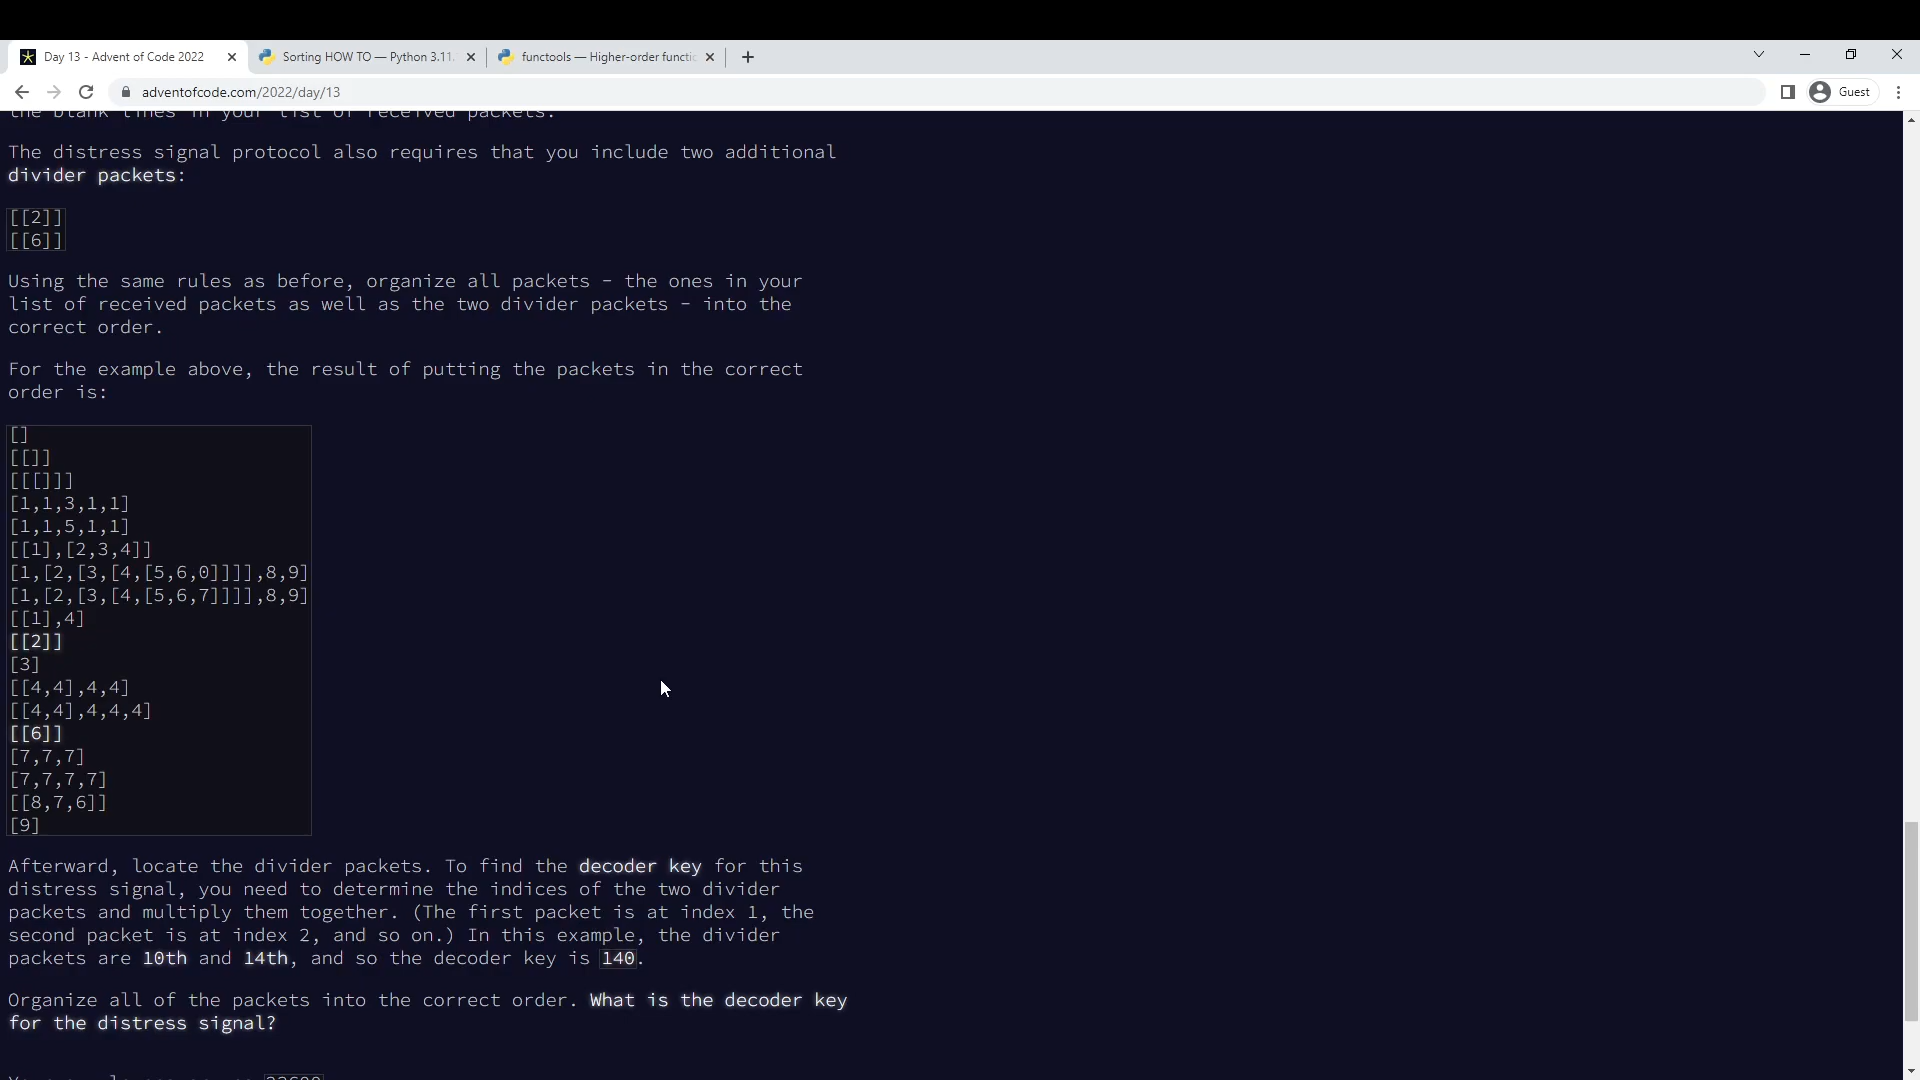 Day 13 - Advent of Code 2022
Sorting HOW TO — Python 3.11.
functools — Higher-order functi
adventofcode.com/2022/day/13
Guest
the blank lines in your list of received packets.
The distress signal protocol also requires that you include two additional
divider packets:
[[2]]
[[6]]
Using the same rules as before, organize all packets - the ones in your
list of received packets as well as the two divider packets - into the
correct order.
For the example above, the result of putting the packets in the correct
order is:
[]
[[]]
[[[]]]
[1,1,3,1,1]
[1,1,5,1,1]
[[1],[2,3,4]]
[1,[2,[3,[4,[5,6,0]]]],8,9]
[1,[2,[3,[4,[5,6,7]]]],8,9]
[[1],4]
[[2]]
[3]
[[4,4],4,4]
[[4,4],4,4,4]
[[6]]
[7,7,7]
[7,7,7,7]
[[8,7,6]]
[9]
Afterward, locate the divider packets. To find the decoder key for this
distress signal, you need to determine the indices of the two divider
packets and multiply them together. (The first packet is at index 1, the
second packet is at index 2, and so on.) In this example, the divider
packets are 10th and 14th, and so the decoder key is 140.
Organize all of the packets into the correct order. What is the decoder key
for the distress signal?